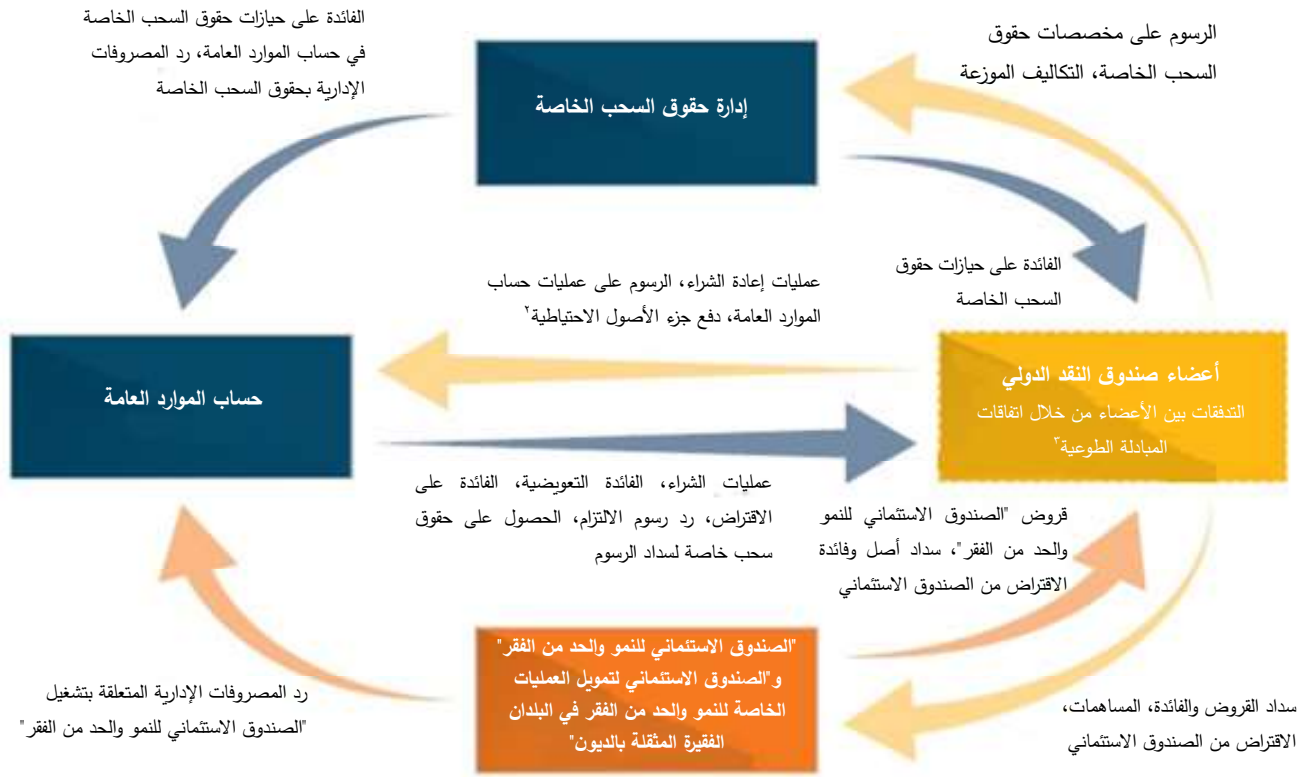 الفائدة على حيازات حقوق السحب الخاصة
في حساب الموارد العامة، رد المصروفات
الإدارية بحقوق السحب الخاصة
الرسوم على مخصصات حقوق
السحب الخاصة، التكاليف الموزعة
إدارة حقوق السحب الخاصة
الفائدة على حيازات حقوق
السحب الخاصة
عمليات إعادة الشراء، الرسوم على عمليات حساب
الموارد العامة، دفع جزء الأصول الاحتياطية٢
أعضاء صندوق النقد الدولي
التدفقات بين الأعضاء من خلال اتفاقات
المبادلة الطوعية٣
حساب الموارد العامة
عمليات الشراء، الفائدة التعويضية، الفائدة على
الاقتراض، رد رسوم الالتزام، الحصول على حقوق
سحب خاصة لسداد الرسوم
قروض "الصندوق الاستئماني للنمو
والحد من الفقر"، سداد أصل وفائدة
الاقتراض من الصندوق الاستئماني
"الصندوق الاستئماني للنمو والحد من الفقر"
و"الصندوق الاستئماني لتمويل العمليات
الخاصة للنمو والحد من الفقر في البلدان
الفقيرة المثقلة بالديون"
رد المصروفات الإدارية المتعلقة بتشغيل
"الصندوق الاستئماني للنمو والحد من الفقر"
سداد القروض والفائدة، المساهمات،
الاقتراض من الصندوق الاستئماني